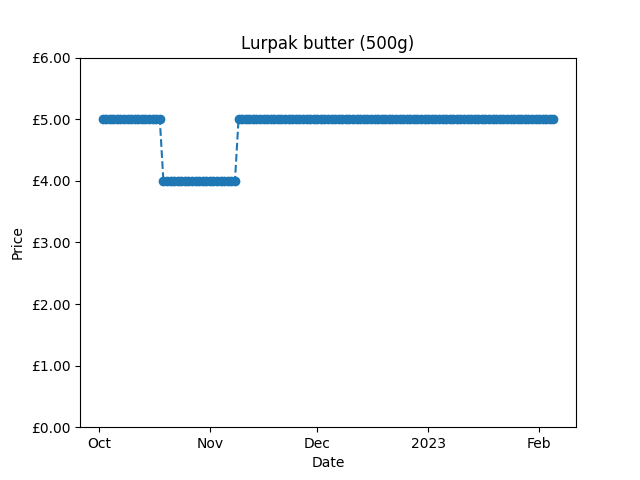 Lurpak butter (500g)
£6.00
£5.00
£4.00
£3.00
£2.00
£1.00
£0.00
Price
Oct Nov Dec 2023 Feb
Date